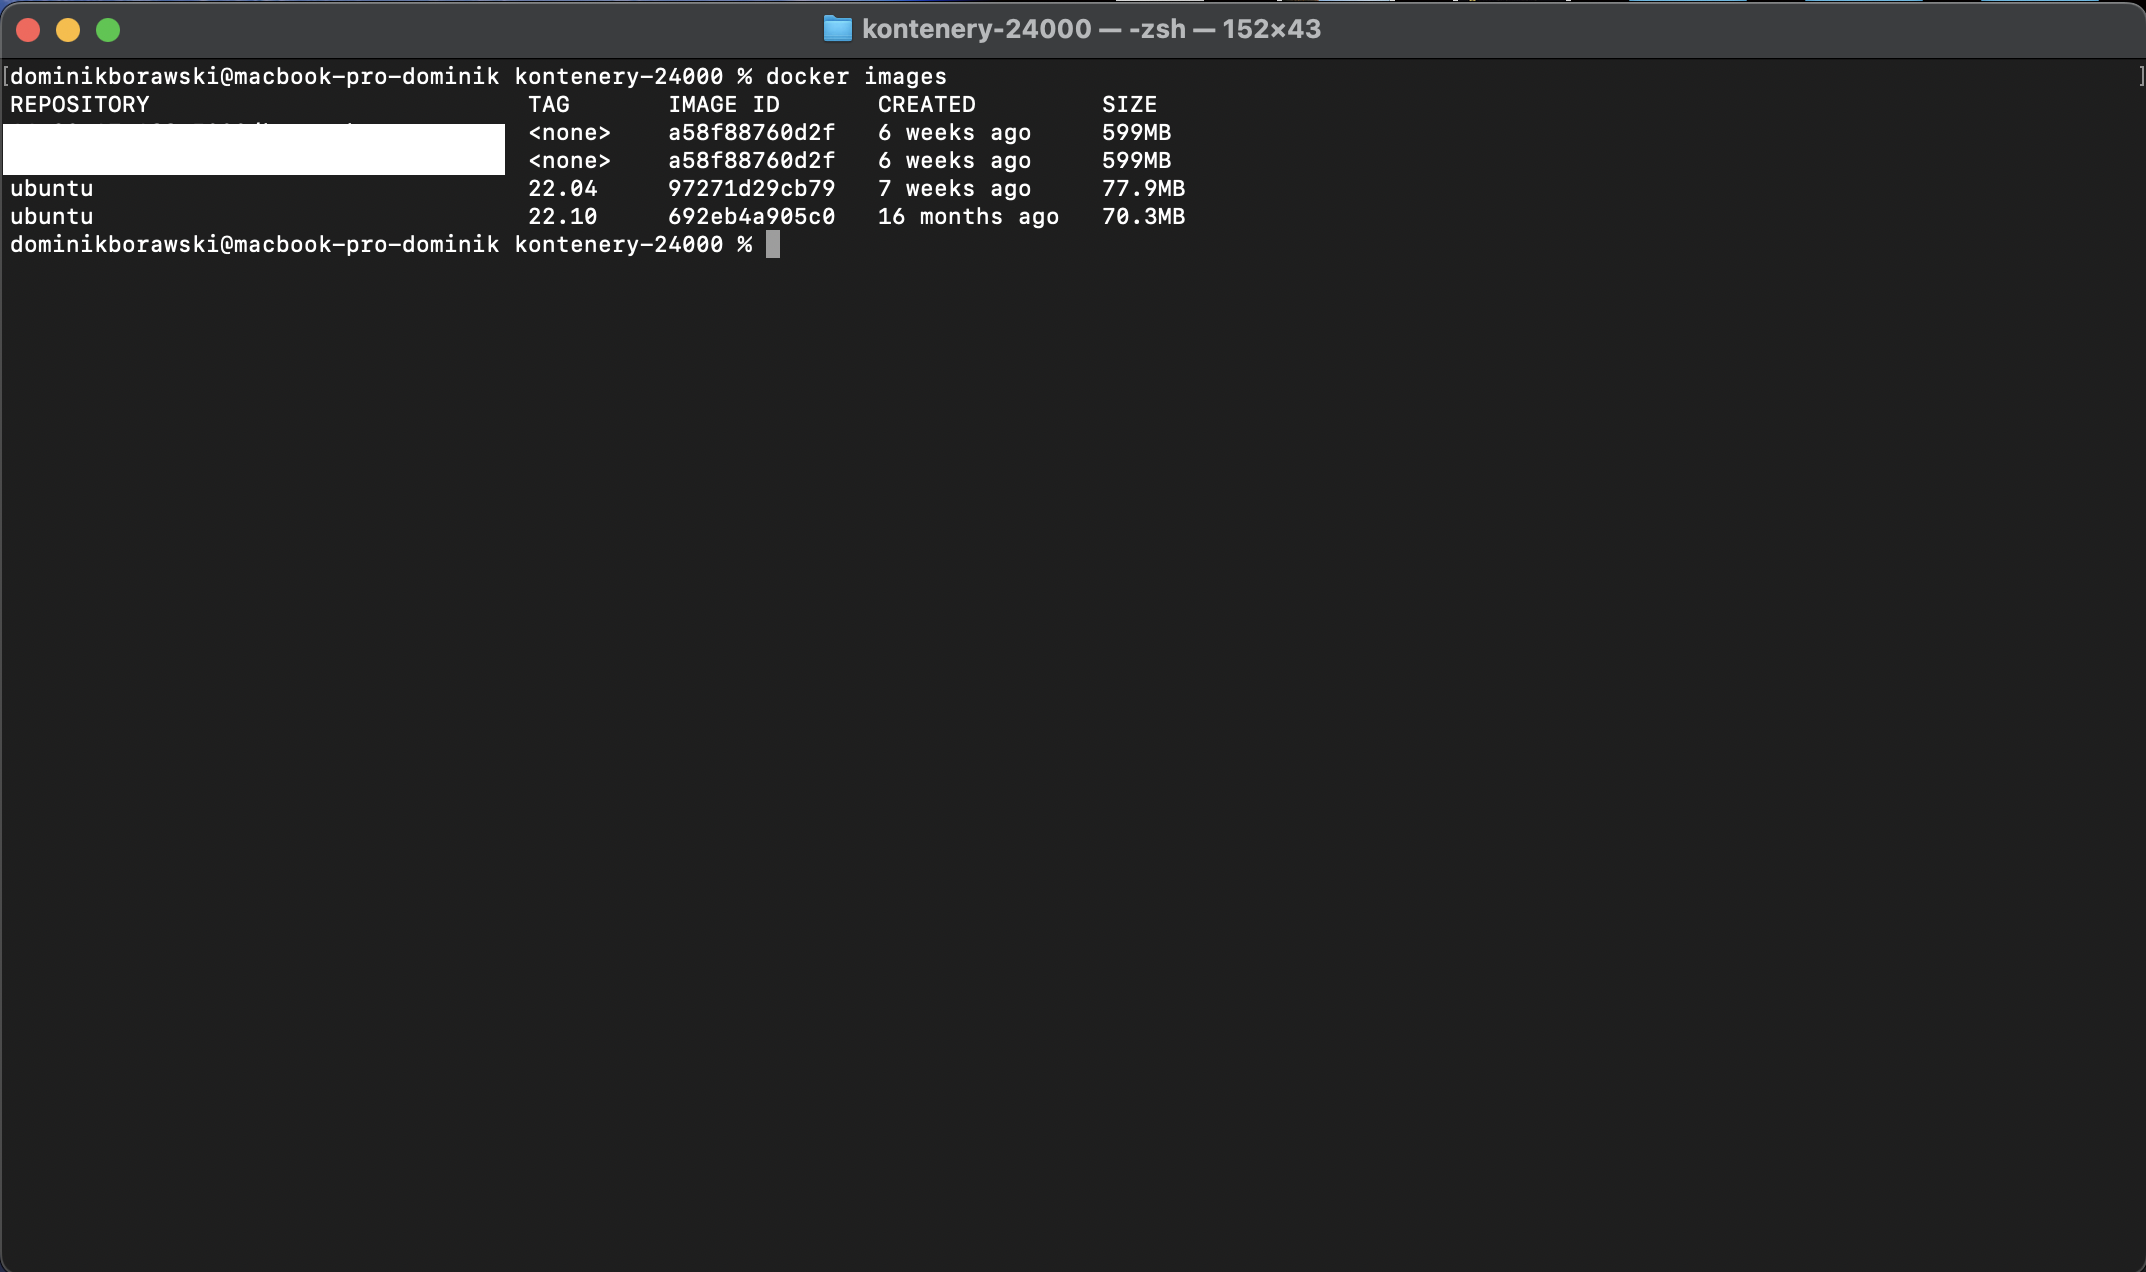 kontenery-24000 — -zsh — 152×43
[dominikborawski@macbook-pro-dominik kontenery-24000 % docker images ]
REPOSITORY TAG IMAGE ID CREATED SIZE
<none> a58f88760d2f 6 weeks ago 599MB
<none> a58f88760d2f 6 weeks ago 599MB
ubuntu 22.04 97271d29cb79 7 weeks ago 77.9MB
ubuntu 22.10 692eb4a905c0 16 months ago 70.3MB
dominikborawski@macbook-pro-dominik kontenery-24000 %